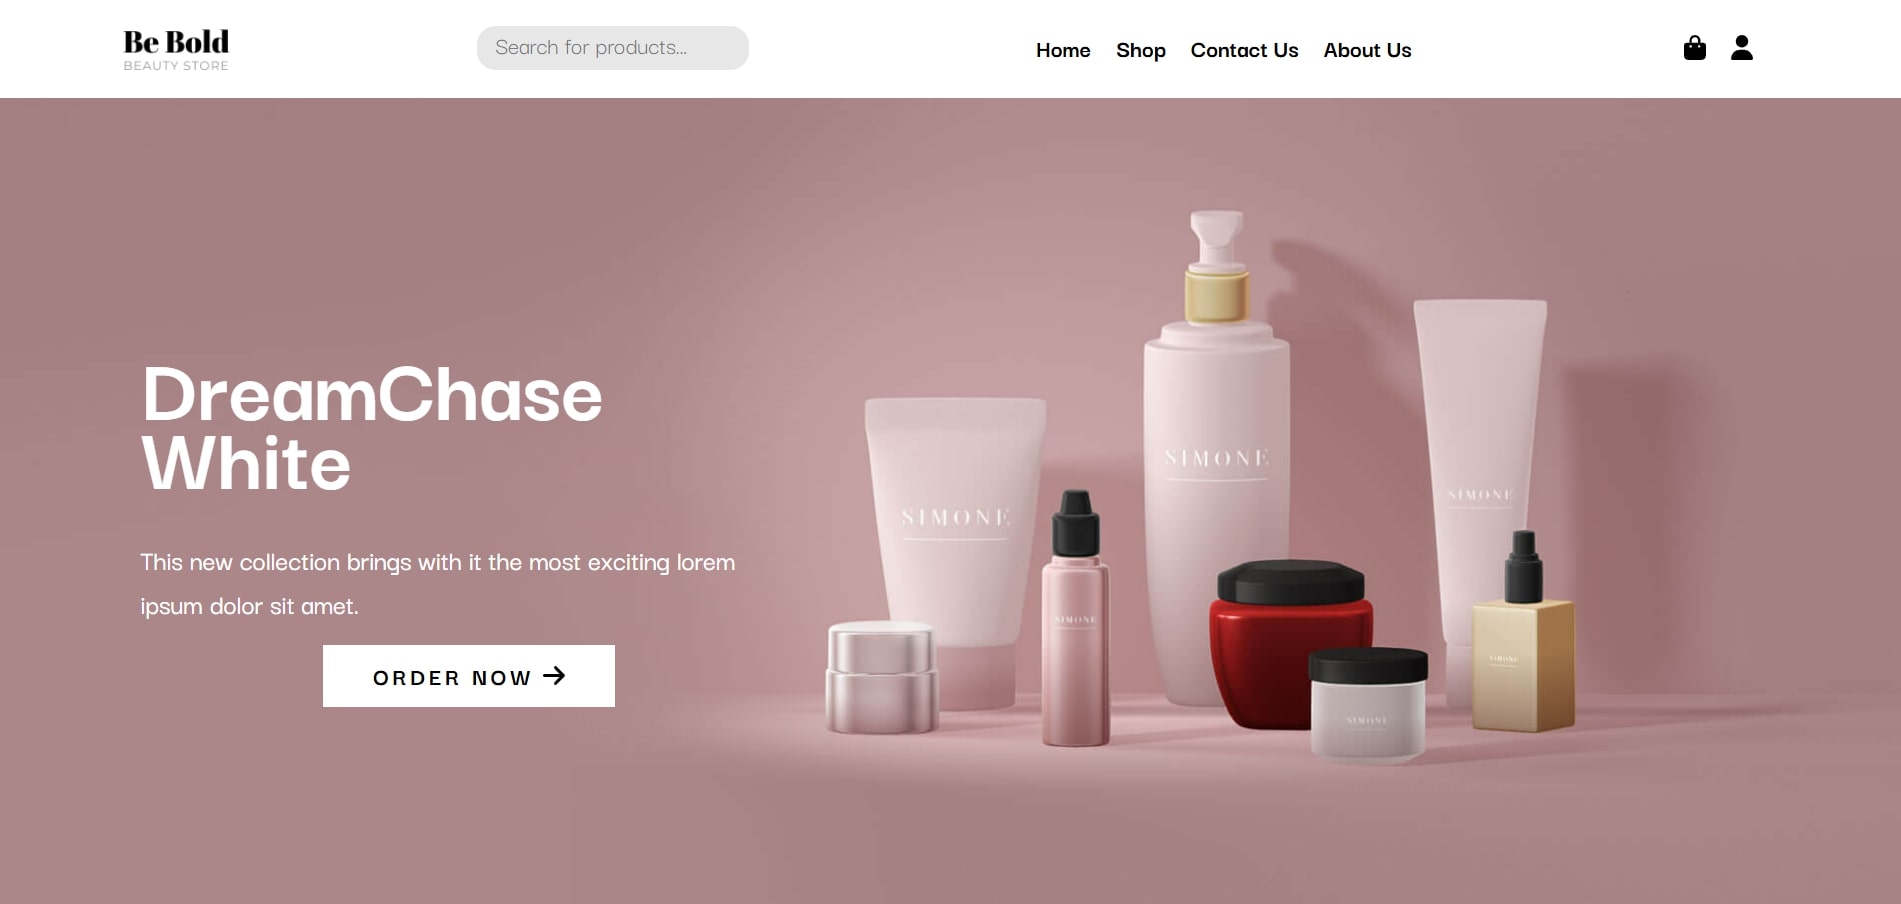 Be Bold
BEAUTY STORE
Search for products...
Home Shop Contact Us About Us
DreamChase
White
This new collection brings with it the most exciting lorem
ipsum dolor sit amet.
ORDER NOW
SIMONE
SIMONE
SIMONE
SIMONE
SIMONE
SIMONE